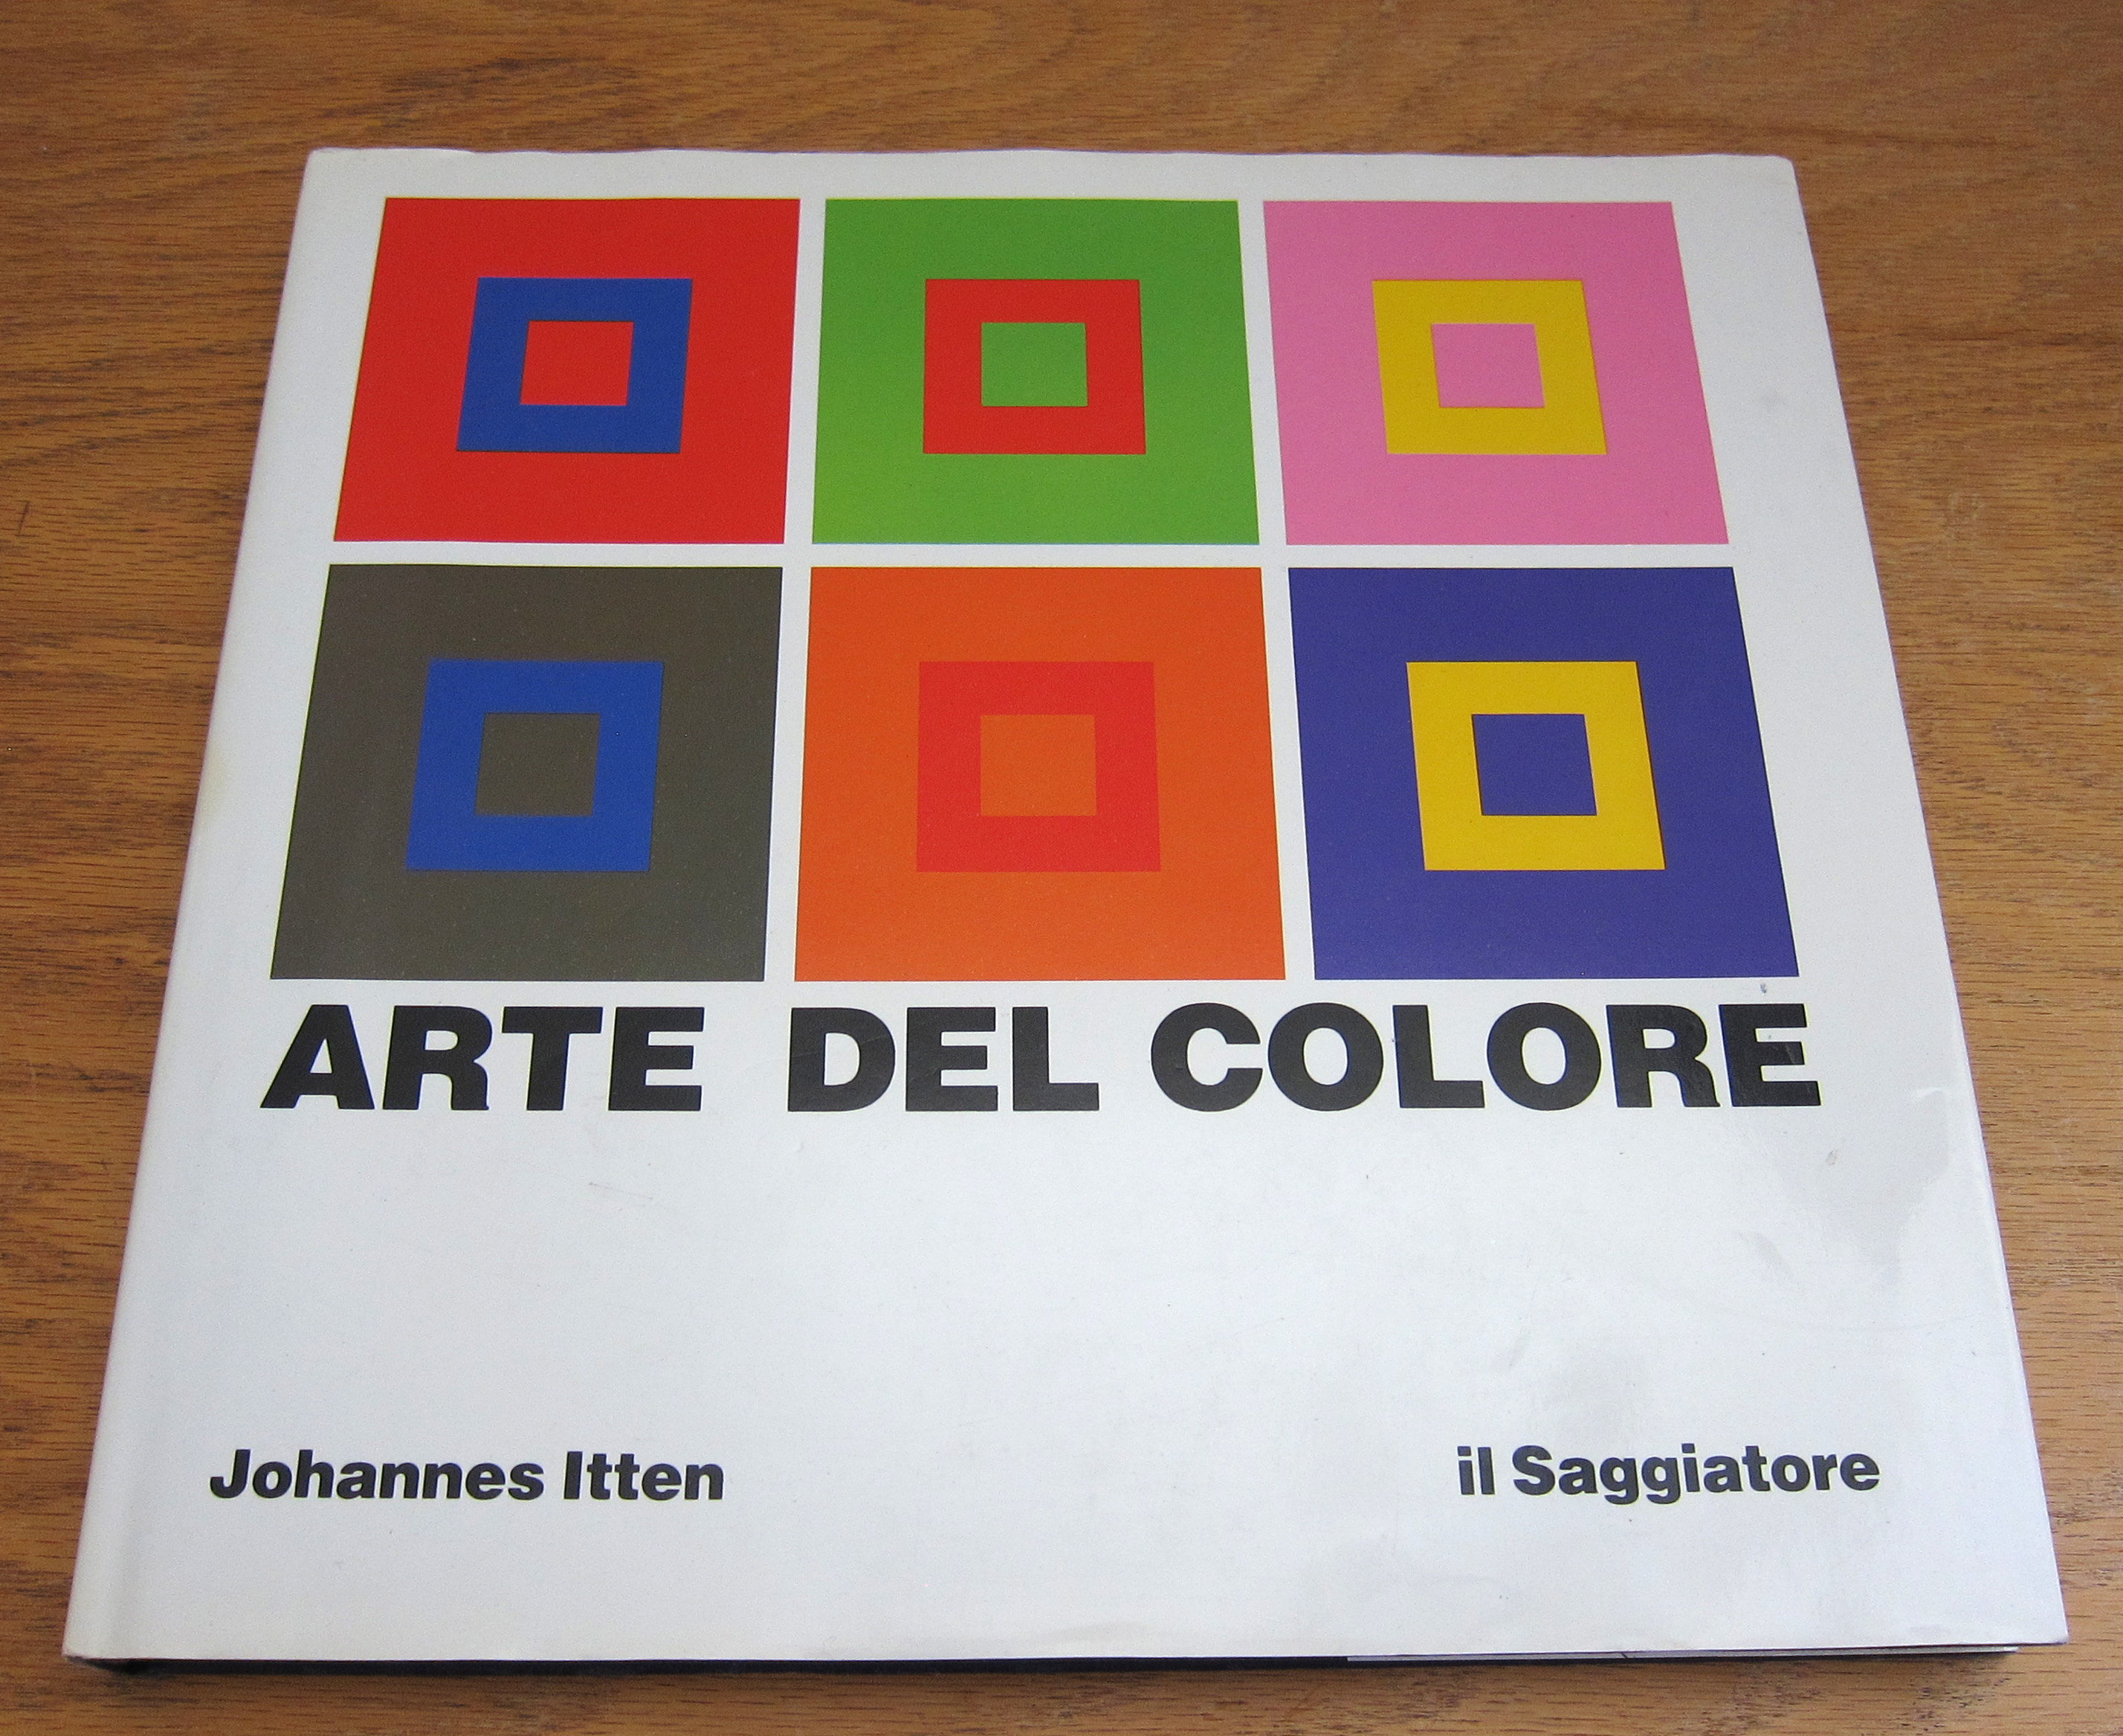 ARTE DEL COLORE
Johannes Itten
il Saggiatore